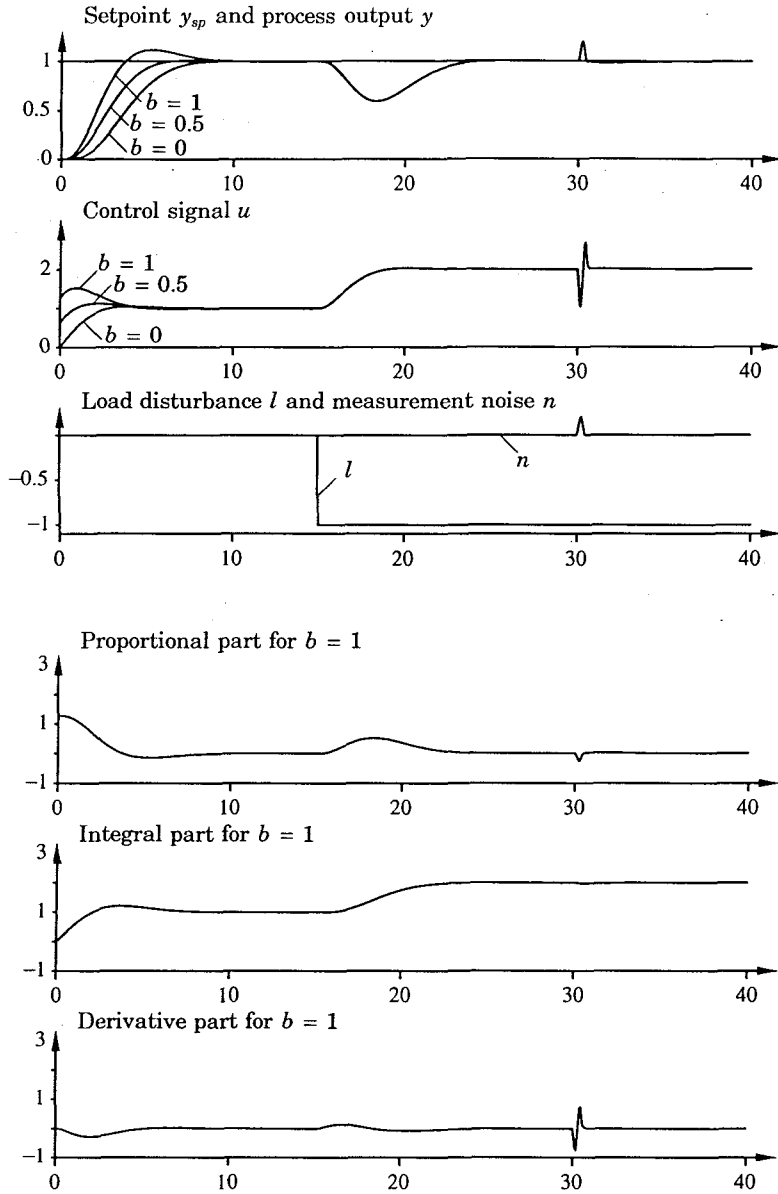 Setpoint y_sp and process output y
1
0.5
0
b = 1
b = 0.5
b = 0
0 10 20 30 40
Control signal u
2
1
0
b = 1
b = 0.5
b = 0
0 10 20 30 40
Load disturbance l and measurement noise n
−0.5
−1
l
n
0 10 20 30 40
Proportional part for b = 1
3
1
−1
0 10 20 30 40
Integral part for b = 1
3
1
−1
0 10 20 30 40
Derivative part for b = 1
3
1
−1
0 10 20 30 40